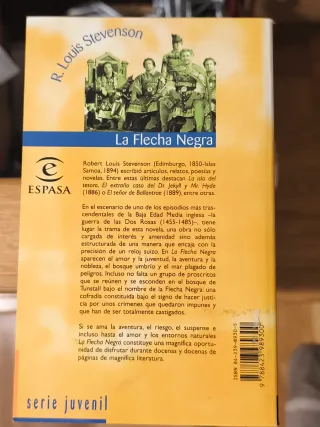 R. Louis Stevenson
La Flecha Negra
e
ESPASA
Robert Louis Stevenson (Edimburgo, 1850-Islas
Samoa, 1894) escribió artículos, relatos, poesías y
novelas. Entre estas últimas destacan La isla del
tesoro, El extraño caso del Dr. Jekyll y Mr. Hyde
(1886) o El señor de Ballantrae (1889), entre otras.
En el escenario de uno de los episodios más tras-
cendentales de la Baja Edad Media inglesa –la
guerra de las Dos Rosas (1455-1485)–, tiene
lugar la trama de esta novela, una obra no sólo
cargada de interés y amenidad sino además
estructurada de una manera que encaja con la
precisión de un reloj suizo. En La Flecha Negra
aparecen el amor y la juventud, la aventura y la
nobleza, el bosque umbrío y el mar plagado de
peligros. Incluso no falta un grupo de proscritos
que se reúnen y se esconden en el bosque de
Tunstall bajo el nombre de la Flecha Negra: una
cofradía constituida bajo el signo de hacer justi-
cia por unos crímenes que quedaron impunes y
que han de ser totalmente castigados.
Si se ama la aventura, el riesgo, el suspense e
incluso hasta el amor y los entornos naturales
La Flecha Negra constituye una magnífica opor-
tunidad de disfrutar durante docenas y docenas
de páginas de magnífica literatura.
serie juvenil
9 788423 989300